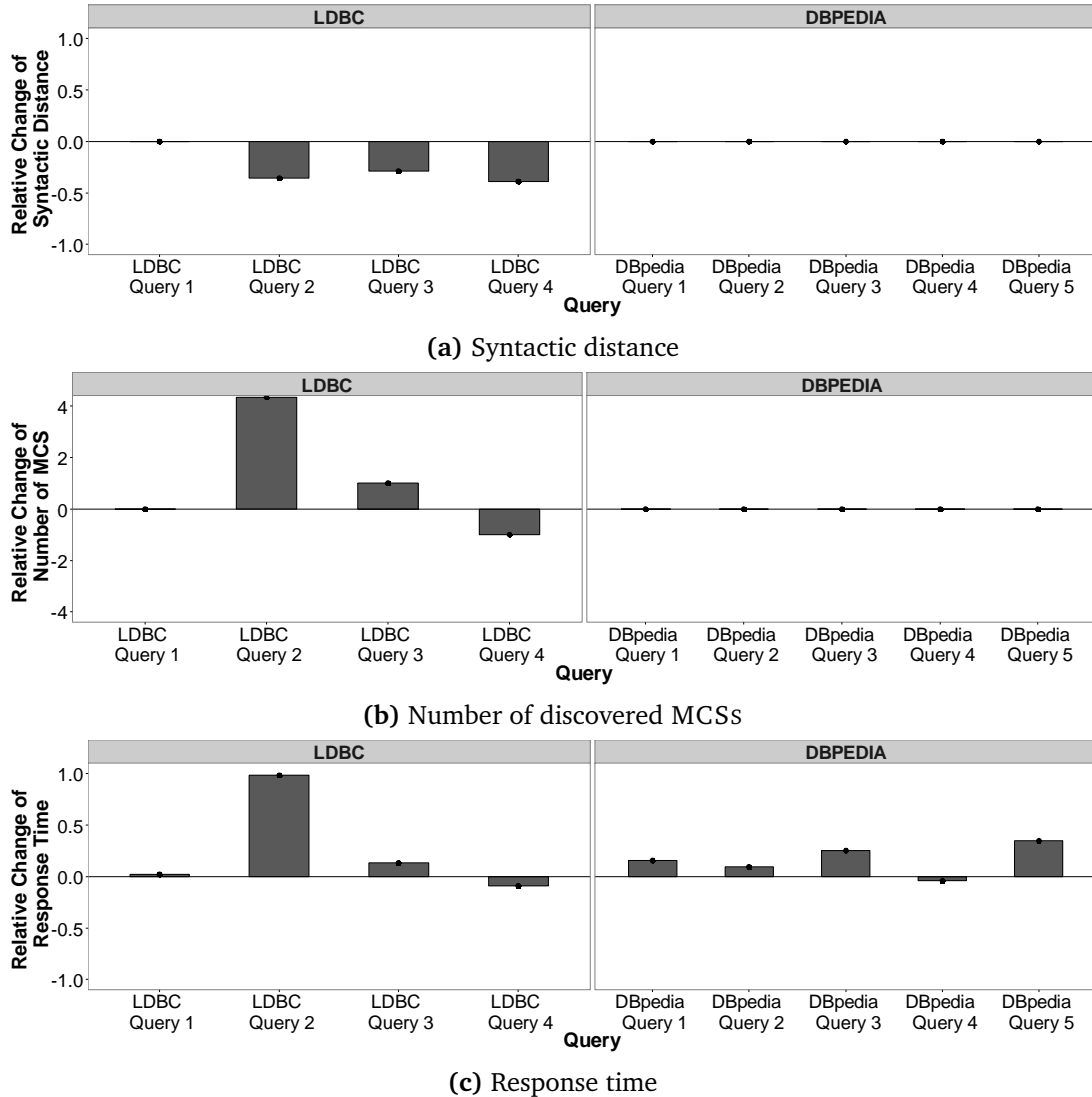 LDBC DBPEDIA
Relative Change of
Syntactic Distance
1.0
0.5
0.0
-0.5
-1.0
LDBC LDBC LDBC LDBC DBpedia DBpedia DBpedia DBpedia DBpedia
Query 1 Query 2 Query 3 Query 4 Query 1 Query 2 Query 3 Query 4 Query 5
Query
(a) Syntactic distance
LDBC DBPEDIA
Relative Change of
Number of MCS
4
2
0
-2
-4
LDBC LDBC LDBC LDBC DBpedia DBpedia DBpedia DBpedia DBpedia
Query 1 Query 2 Query 3 Query 4 Query 1 Query 2 Query 3 Query 4 Query 5
Query
(b) Number of discovered MCSs
LDBC DBPEDIA
Relative Change of
Response Time
1.0
0.5
0.0
-0.5
-1.0
LDBC LDBC LDBC LDBC DBpedia DBpedia DBpedia DBpedia DBpedia
Query 1 Query 2 Query 3 Query 4 Query 1 Query 2 Query 3 Query 4 Query 5
Query
(c) Response time